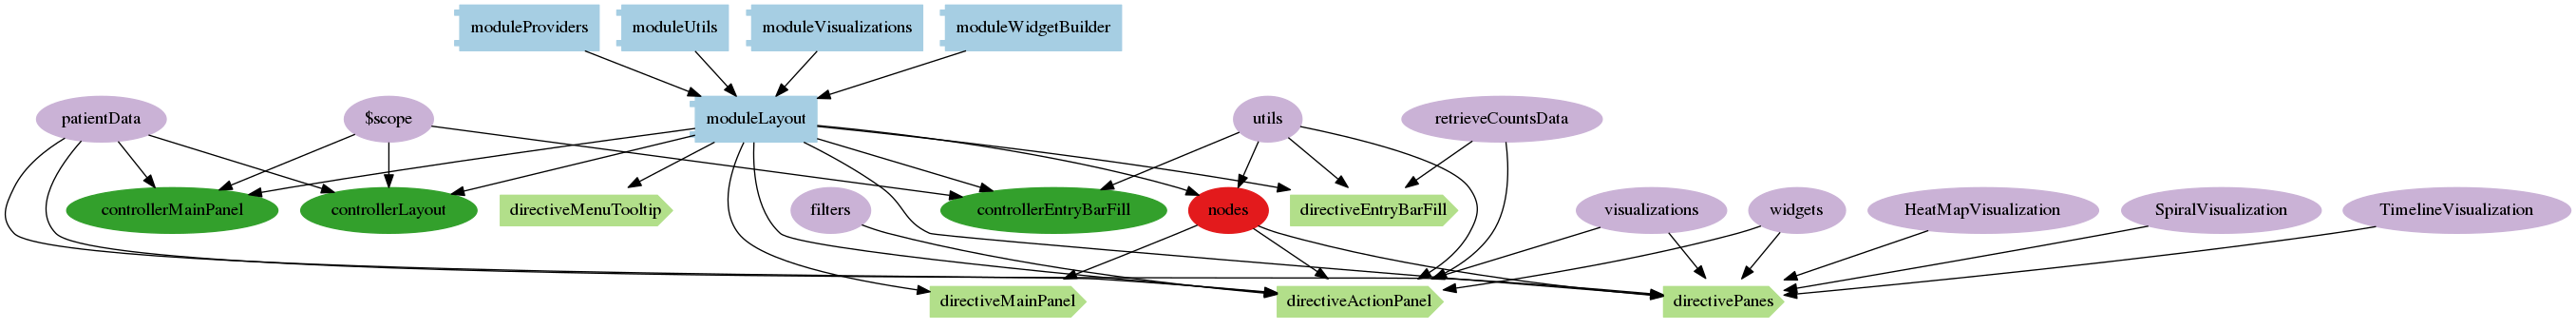 moduleProviders
moduleUtils
moduleVisualizations
moduleWidgetBuilder
patientData
$scope
moduleLayout
utils
retrieveCountsData
controllerMainPanel
controllerLayout
directiveMenuTooltip
filters
controllerEntryBarFill
nodes
directiveEntryBarFill
visualizations
widgets
HeatMapVisualization
SpiralVisualization
TimelineVisualization
directiveMainPanel
directiveActionPanel
directivePanes